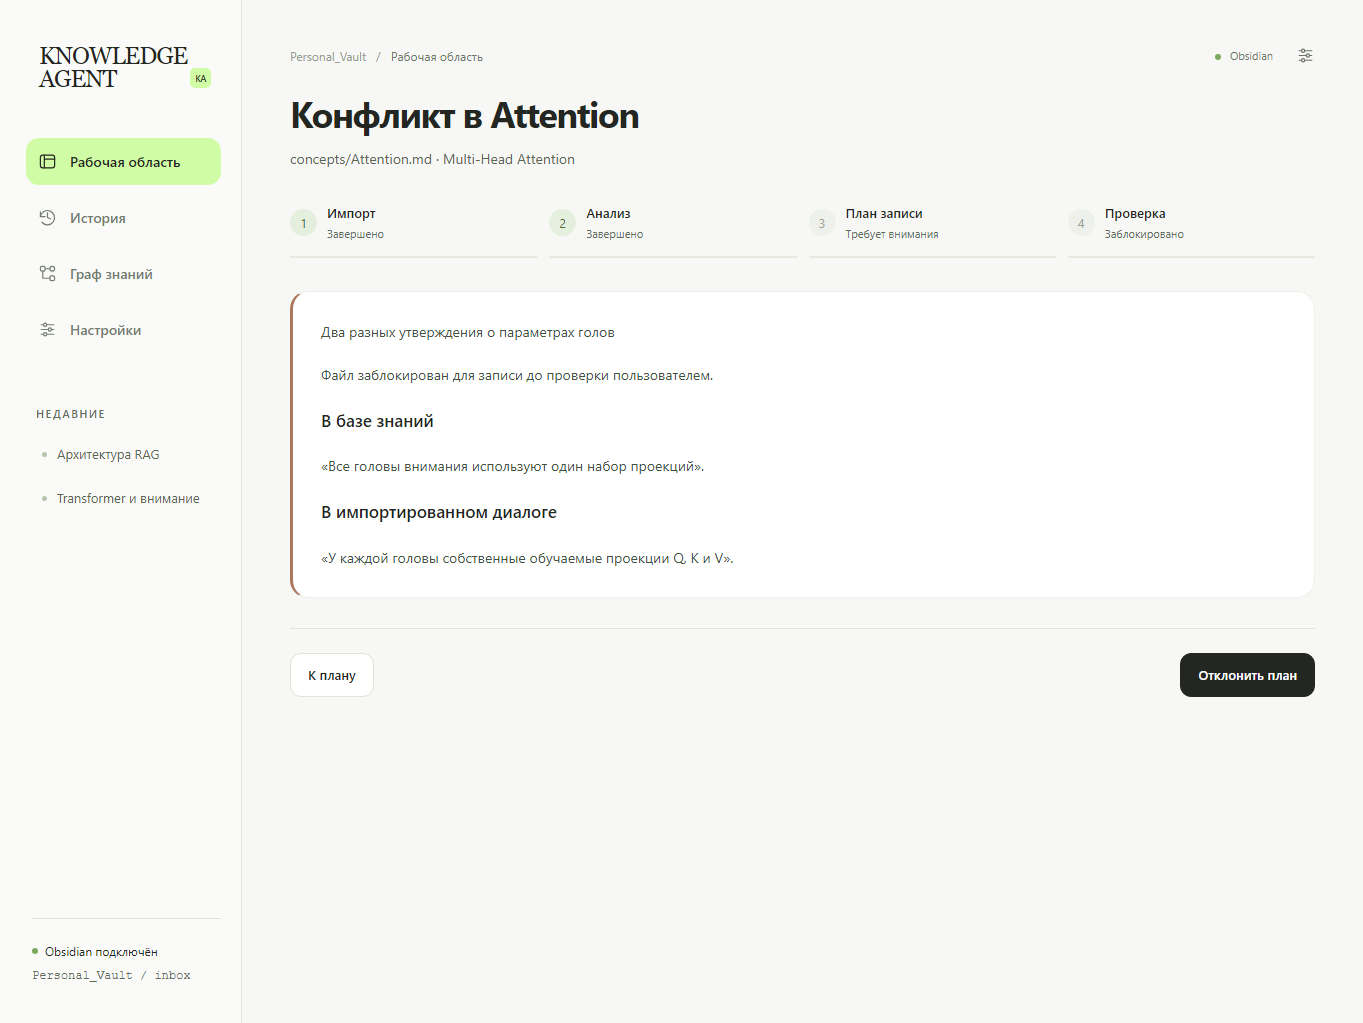 KNOWLEDGE
AGENT
KA
Рабочая область
История
Граф знаний
Настройки
НЕДАВНИЕ
Архитектура RAG
Transformer и внимание
Obsidian подключён
Personal_Vault / inbox
Personal_Vault / Рабочая область
Obsidian
Конфликт в Attention
concepts/Attention.md · Multi-Head Attention
1
Импорт
Завершено
2
Анализ
Завершено
3
План записи
Требует внимания
4
Проверка
Заблокировано
Два разных утверждения о параметрах голов
Файл заблокирован для записи до проверки пользователем.
В базе знаний
«Все головы внимания используют один набор проекций».
В импортированном диалоге
«У каждой головы собственные обучаемые проекции Q, K и V».
К плану
Отклонить план